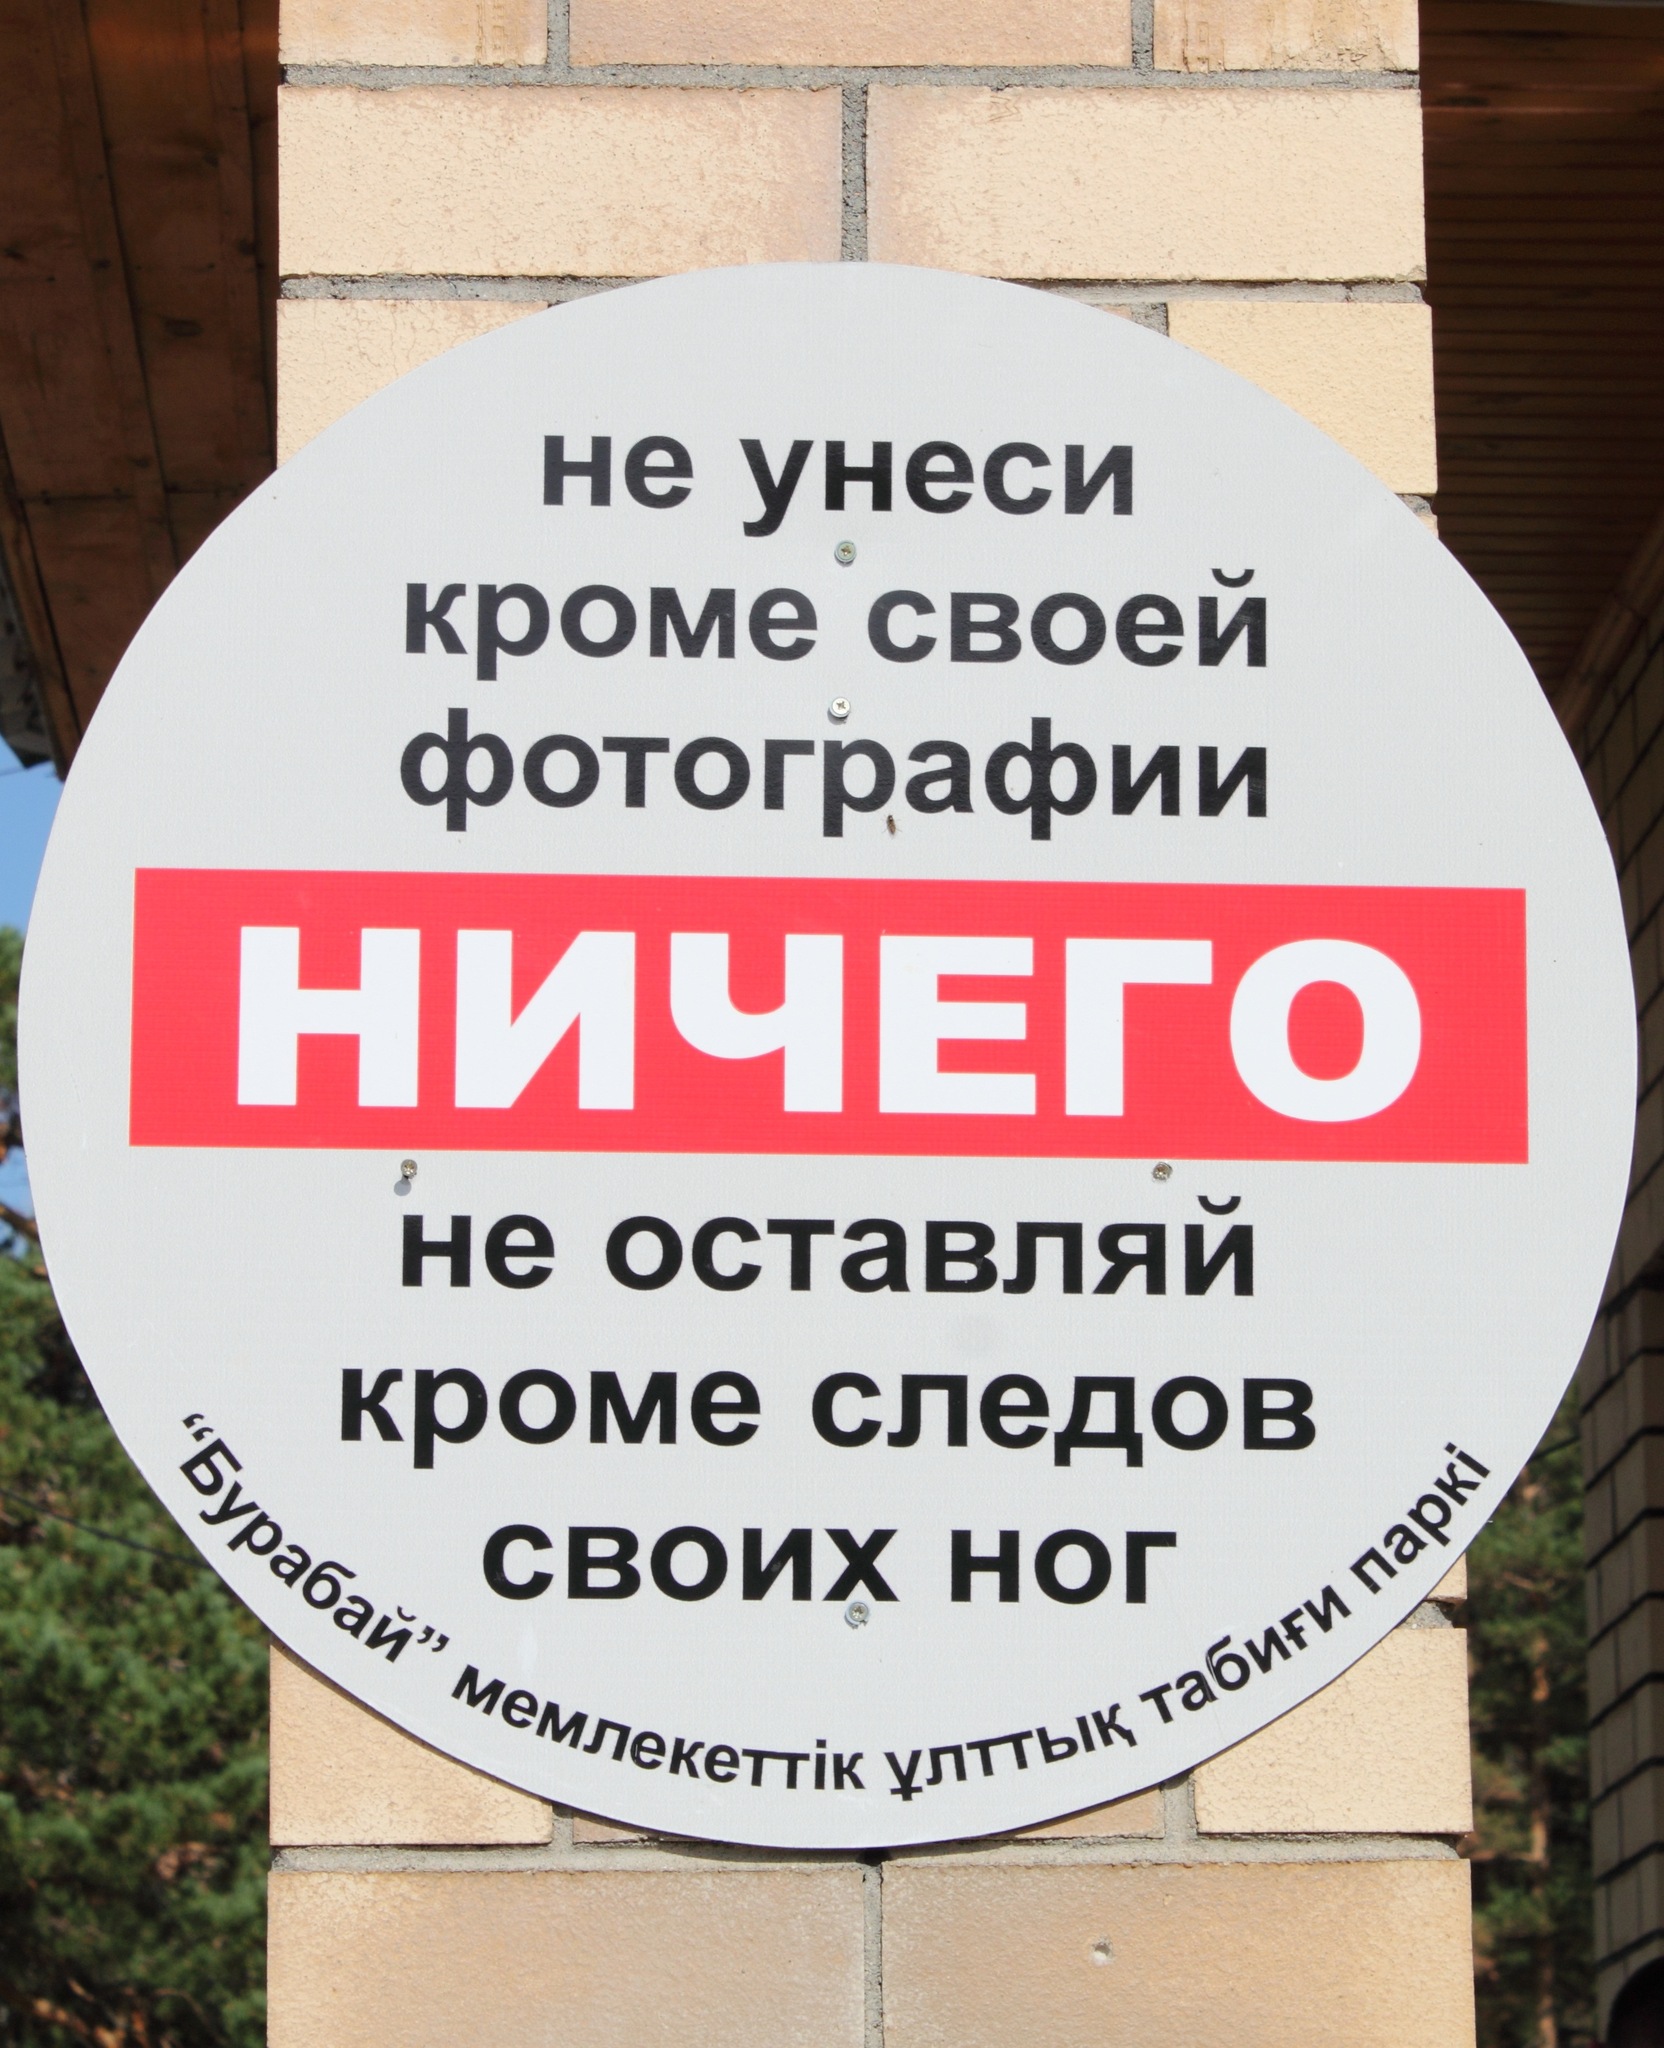 не унеси
кроме своей
фотографии
НИЧЕГО
не оставляй
кроме следов
своих ног
“Бурабай” мемлекеттік ұлттық табиғи паркі